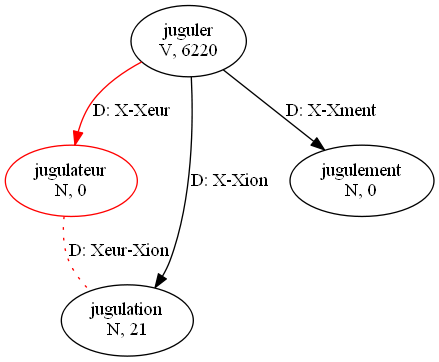 juguler
V, 6220
D: X-Xeur
D: X-Xment
jugulateur
N, 0
D: X-Xion
jugulement
N, 0
D: Xeur-Xion
jugulation
N, 21